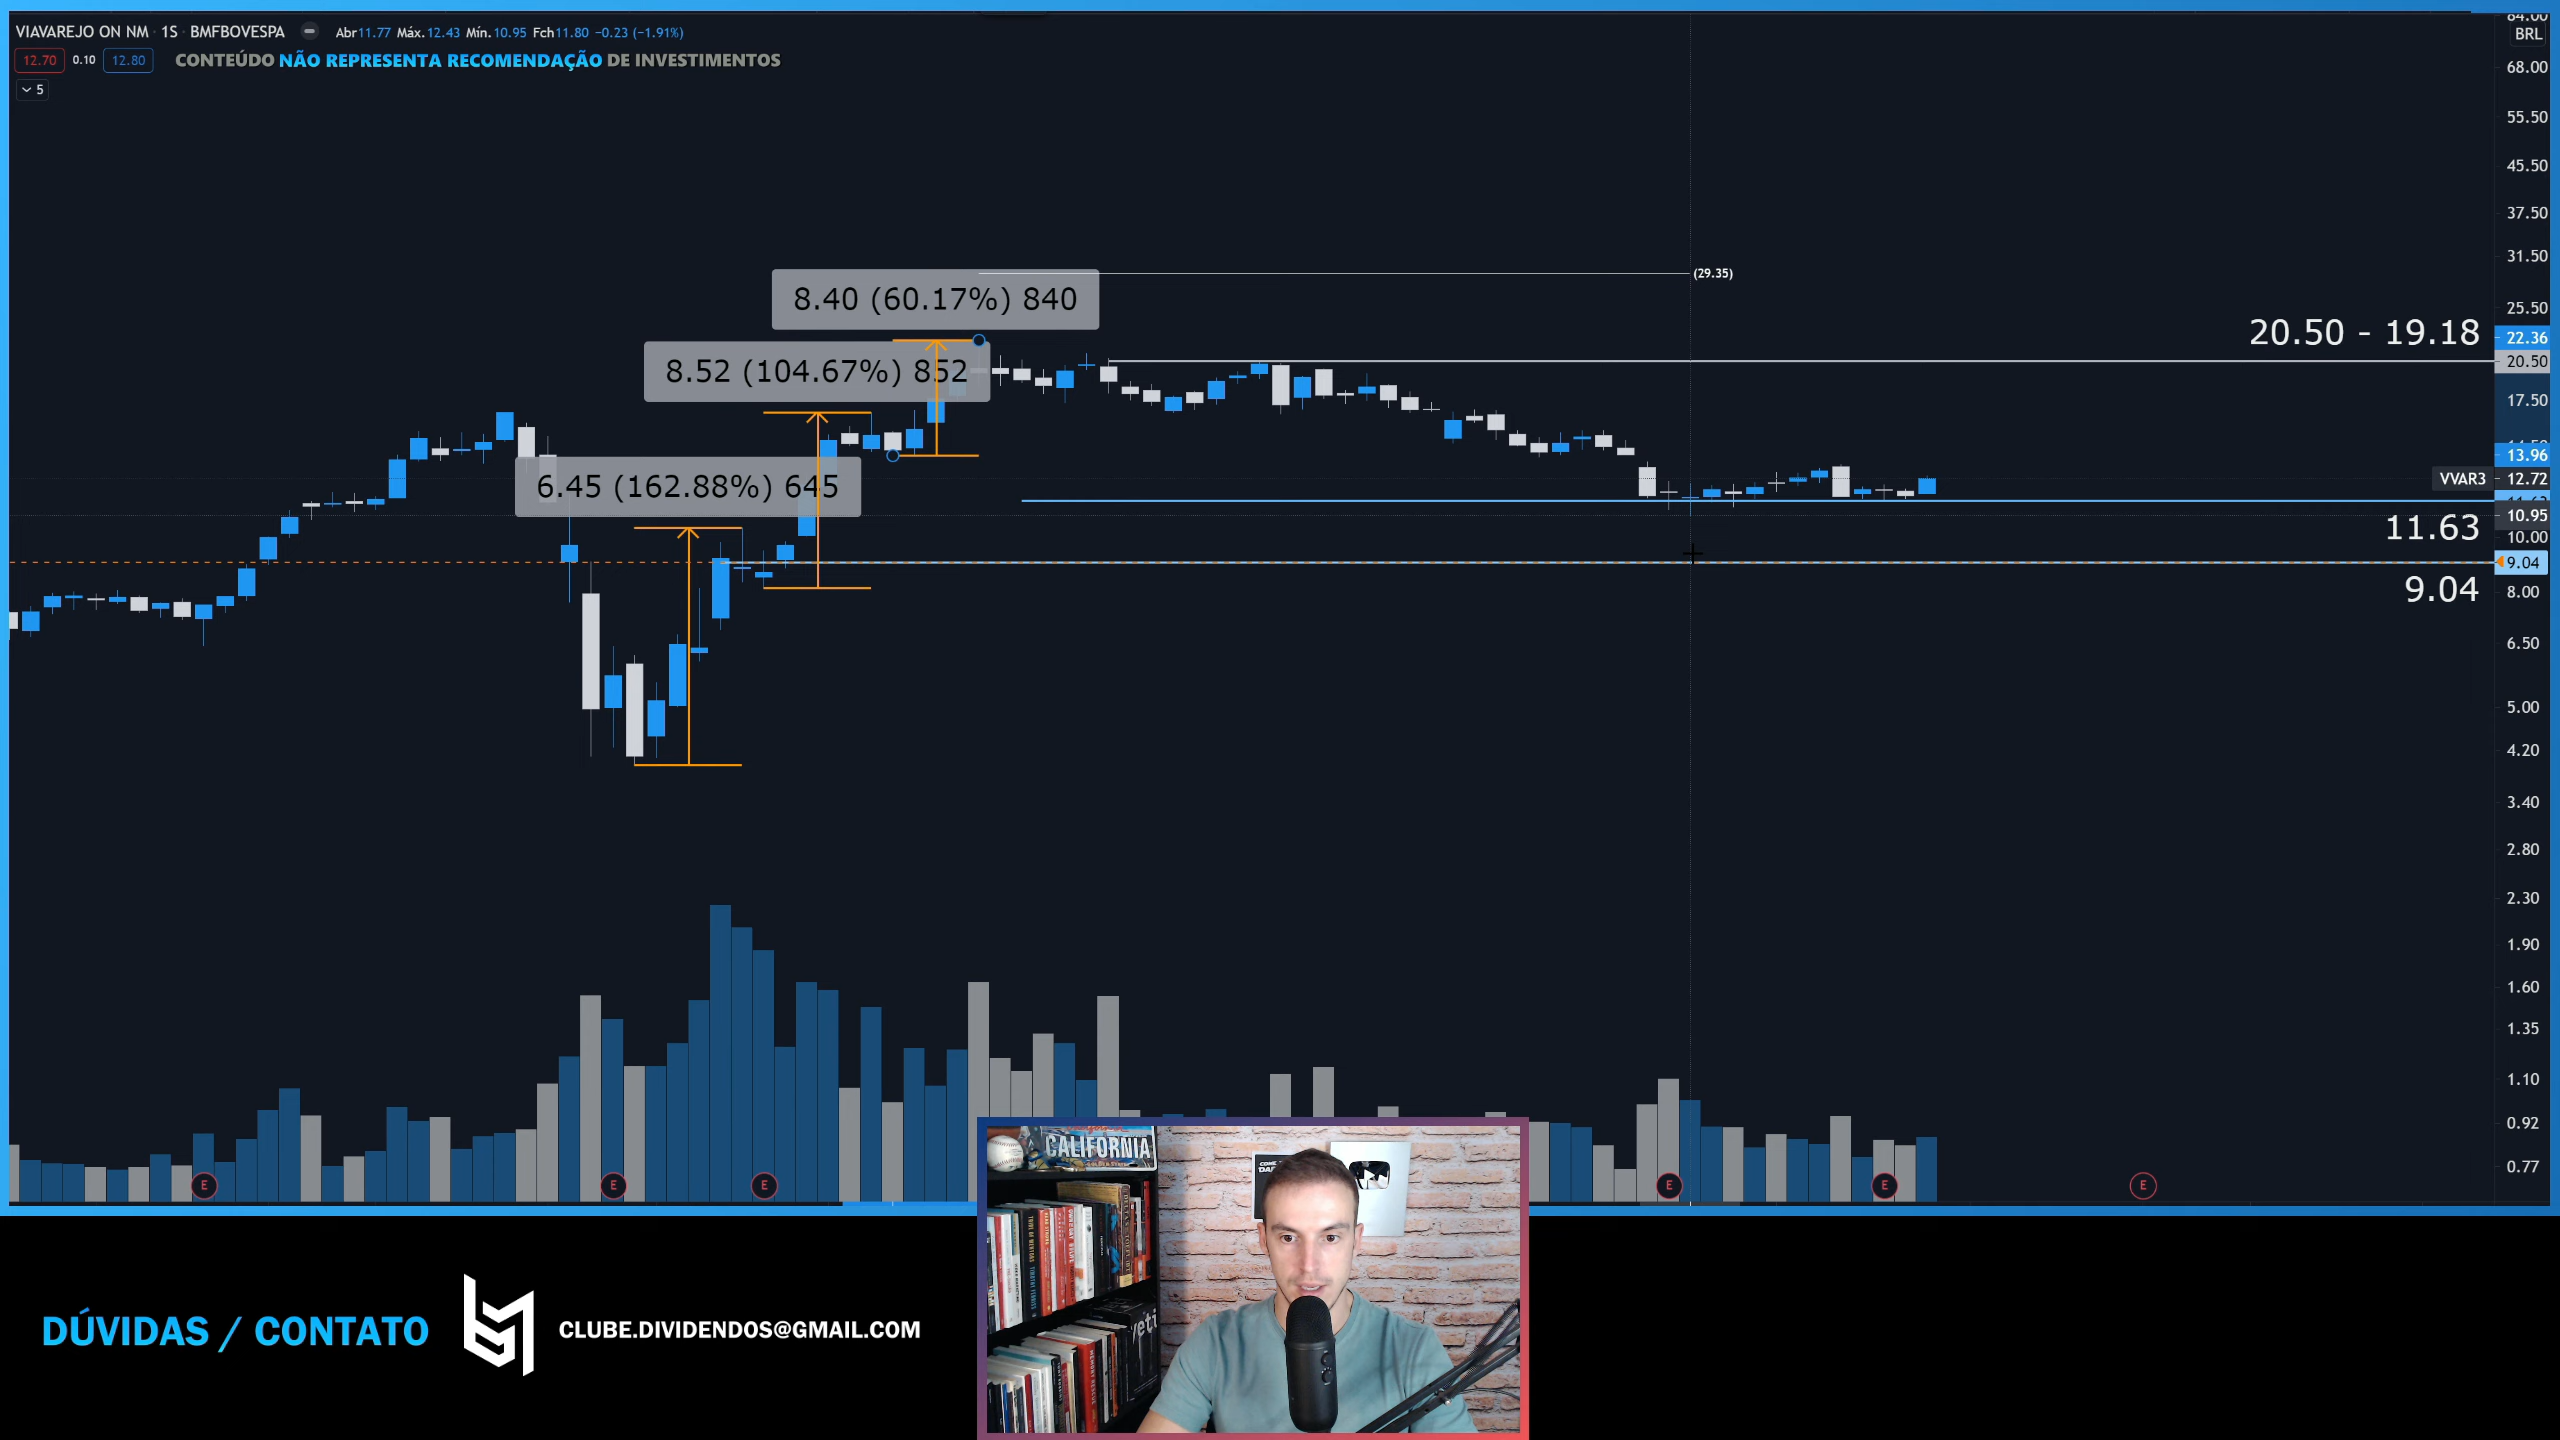 VIAVAREJO ON NM · 1S · BMFBOVESPA Abr11.77 Máx.12.43 Mín.10.95 Fch11.80 −0.23 (−1.91%)
12.70 0.10 12.80 CONTEÚDO NÃO REPRESENTA RECOMENDAÇÃO DE INVESTIMENTOS
5
84.00
BRL
68.00
55.50
45.50
37.50
31.50
(29.35)
8.40 (60.17%) 840
25.50
20.50 - 19.18
22.36
20.50
8.52 (104.67%) 852
17.50
13.96
VVAR3 12.72
6.45 (162.88%) 645
10.95
11.63
10.00
9.04
9.04
8.00
6.50
5.00
4.20
3.40
2.80
2.30
1.90
1.60
1.35
1.10
0.92
0.77
E E E E E E
CALIFORNIA
yeti
DÚVIDAS / CONTATO
CLUBE.DIVIDENDOS@GMAIL.COM